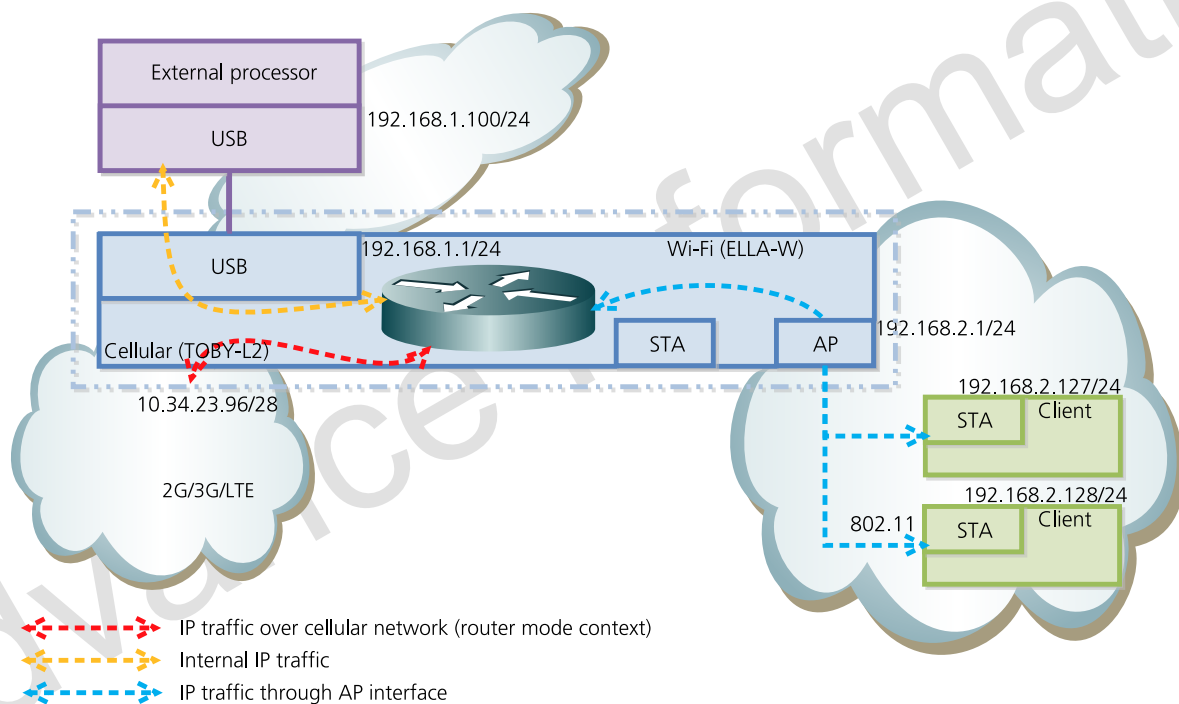 External processor
USB
192.168.1.100/24
192.168.1.1/24
USB
Wi-Fi (ELLA-W)
Cellular (TOBY-L2)
STA
AP
192.168.2.1/24
10.34.23.96/28
2G/3G/LTE
192.168.2.127/24
STA
Client
192.168.2.128/24
802.11
STA
Client
IP traffic over cellular network (router mode context)
Internal IP traffic
IP traffic through AP interface